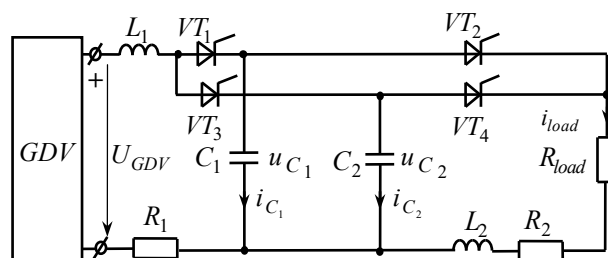 L1 VT1 VT2
+
VT3 VT4
GDV UGDV C1 uC1 C2 uC2 iload Rload
iC1 iC2
R1 L2 R2